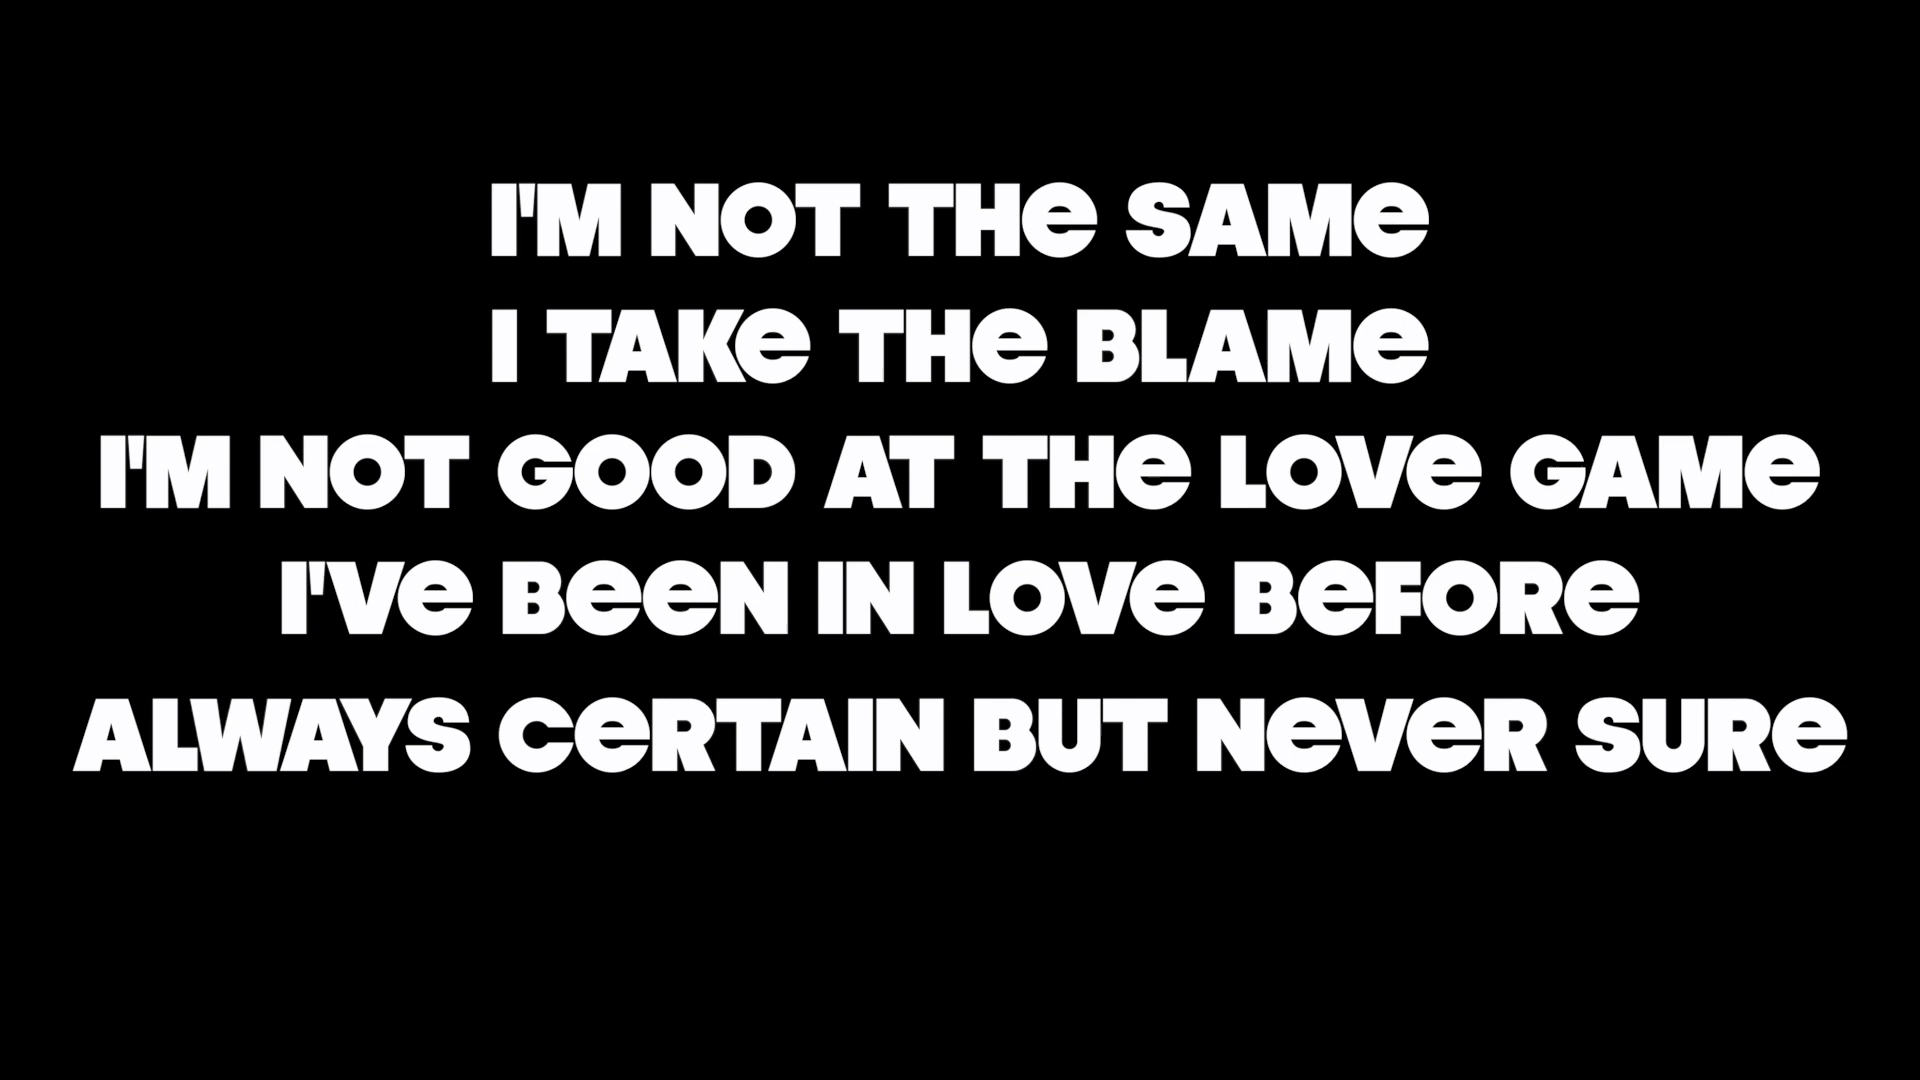 I'M NOT THe SAMe
I TAKe THe BLAMe
I'M NOT GOOD AT THe LOVe GAMe
I'Ve BeeN IN LOVe BeFORe
ALWAYS CeRTAIN BUT NeVeR SURe